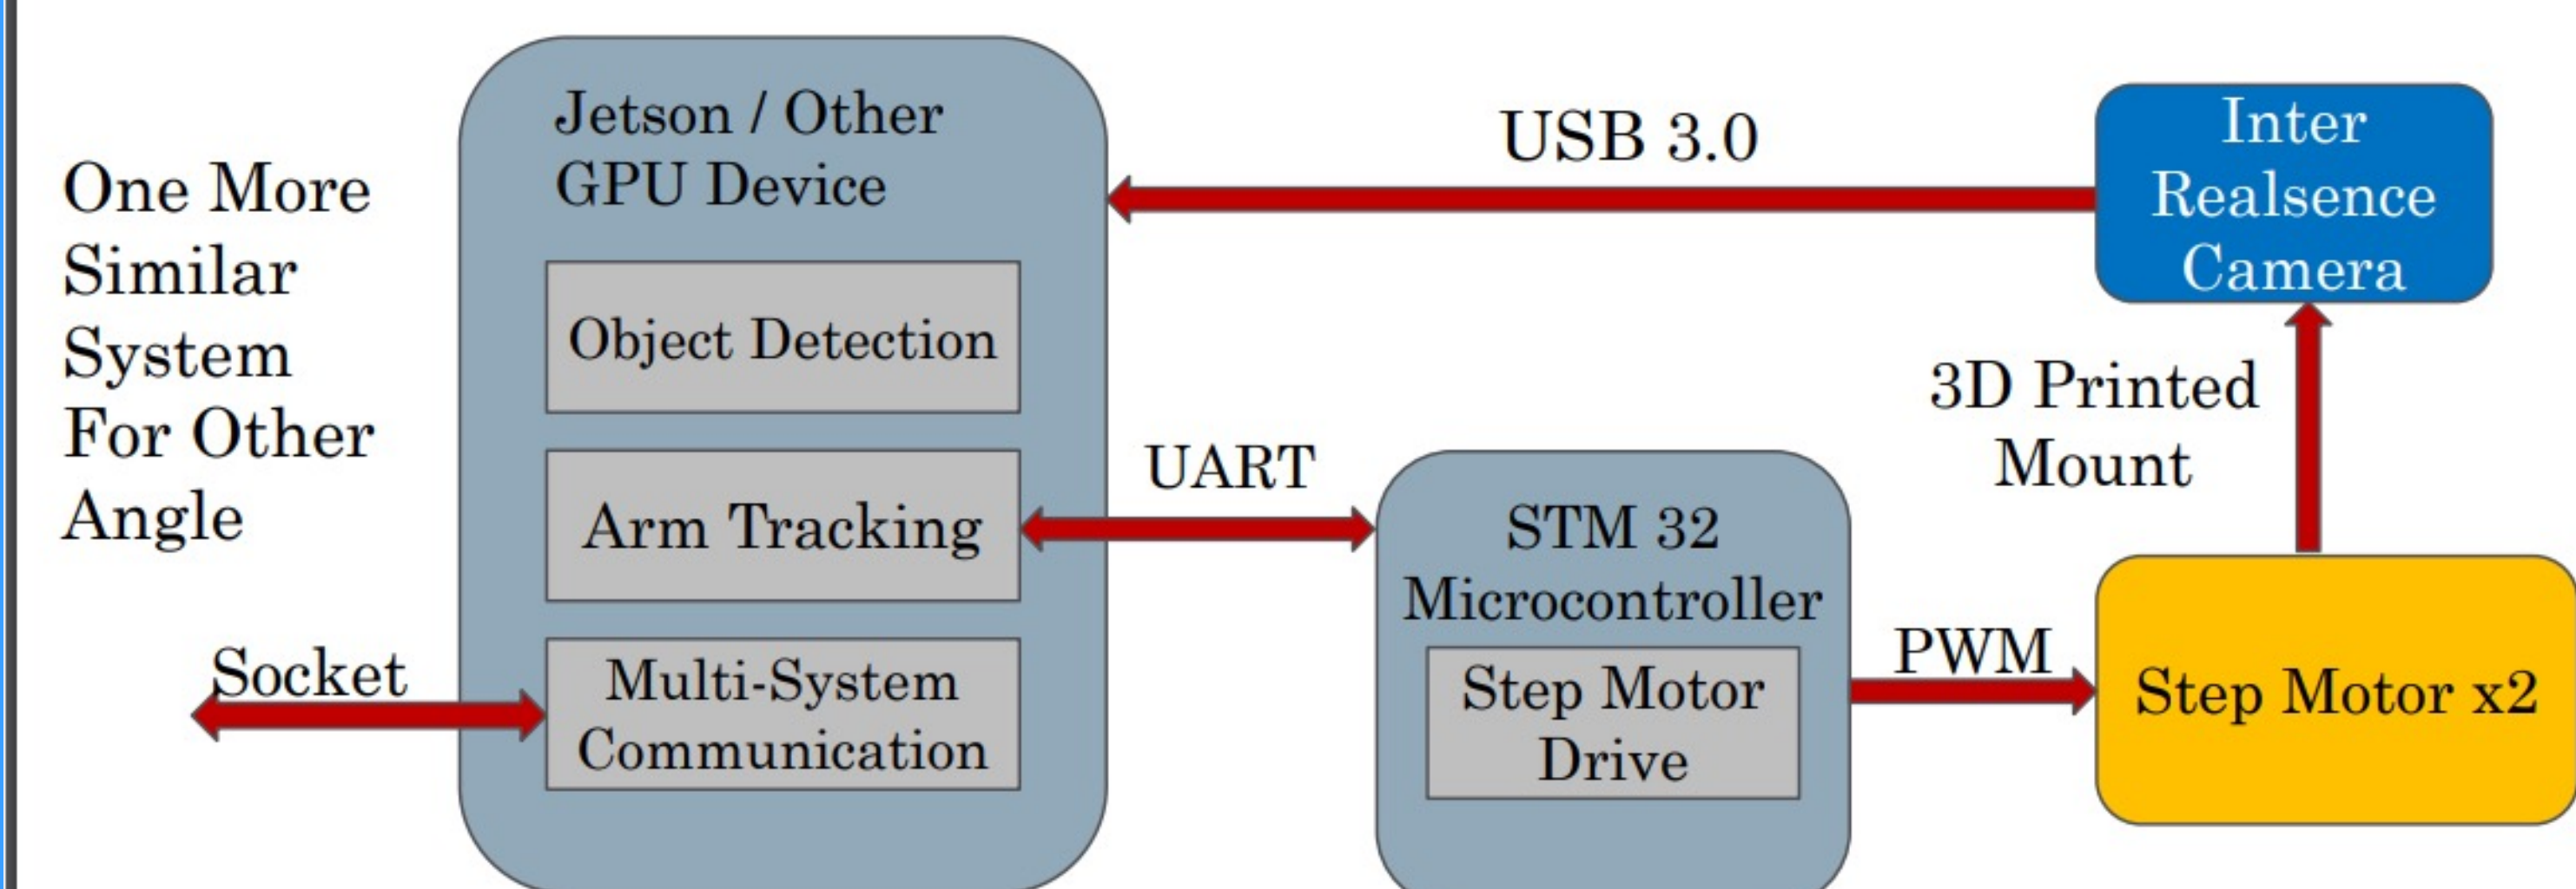 One More
Similar
System
For Other
Angle
Socket
Jetson / Other
GPU Device
Object Detection
Arm Tracking
Multi-System
Communication
USB 3.0
UART
STM 32
Microcontroller
Step Motor
Drive
PWM
Inter
Realsence
Camera
3D Printed
Mount
Step Motor x2